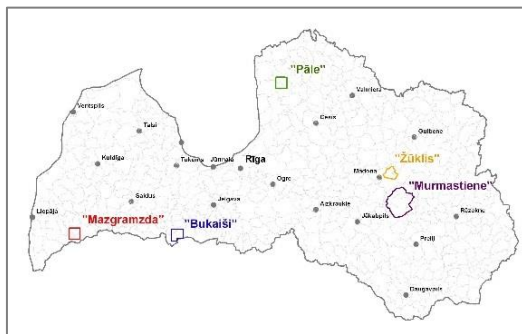 "Pāle"
Valmiera
Ventspils
Talsi
Cēsis
Gulbene
Rīga
Kuldīga
Tukums
Jūrmala
"Žūklis"
Madona
Ogre
"Murmastiene"
Saldus
Jelgava
Aizkraukle
Jēkabpils
Rēzekne
Liepāja
"Mazgramzda"
"Bukaiši"
Preiļi
Daugavpils